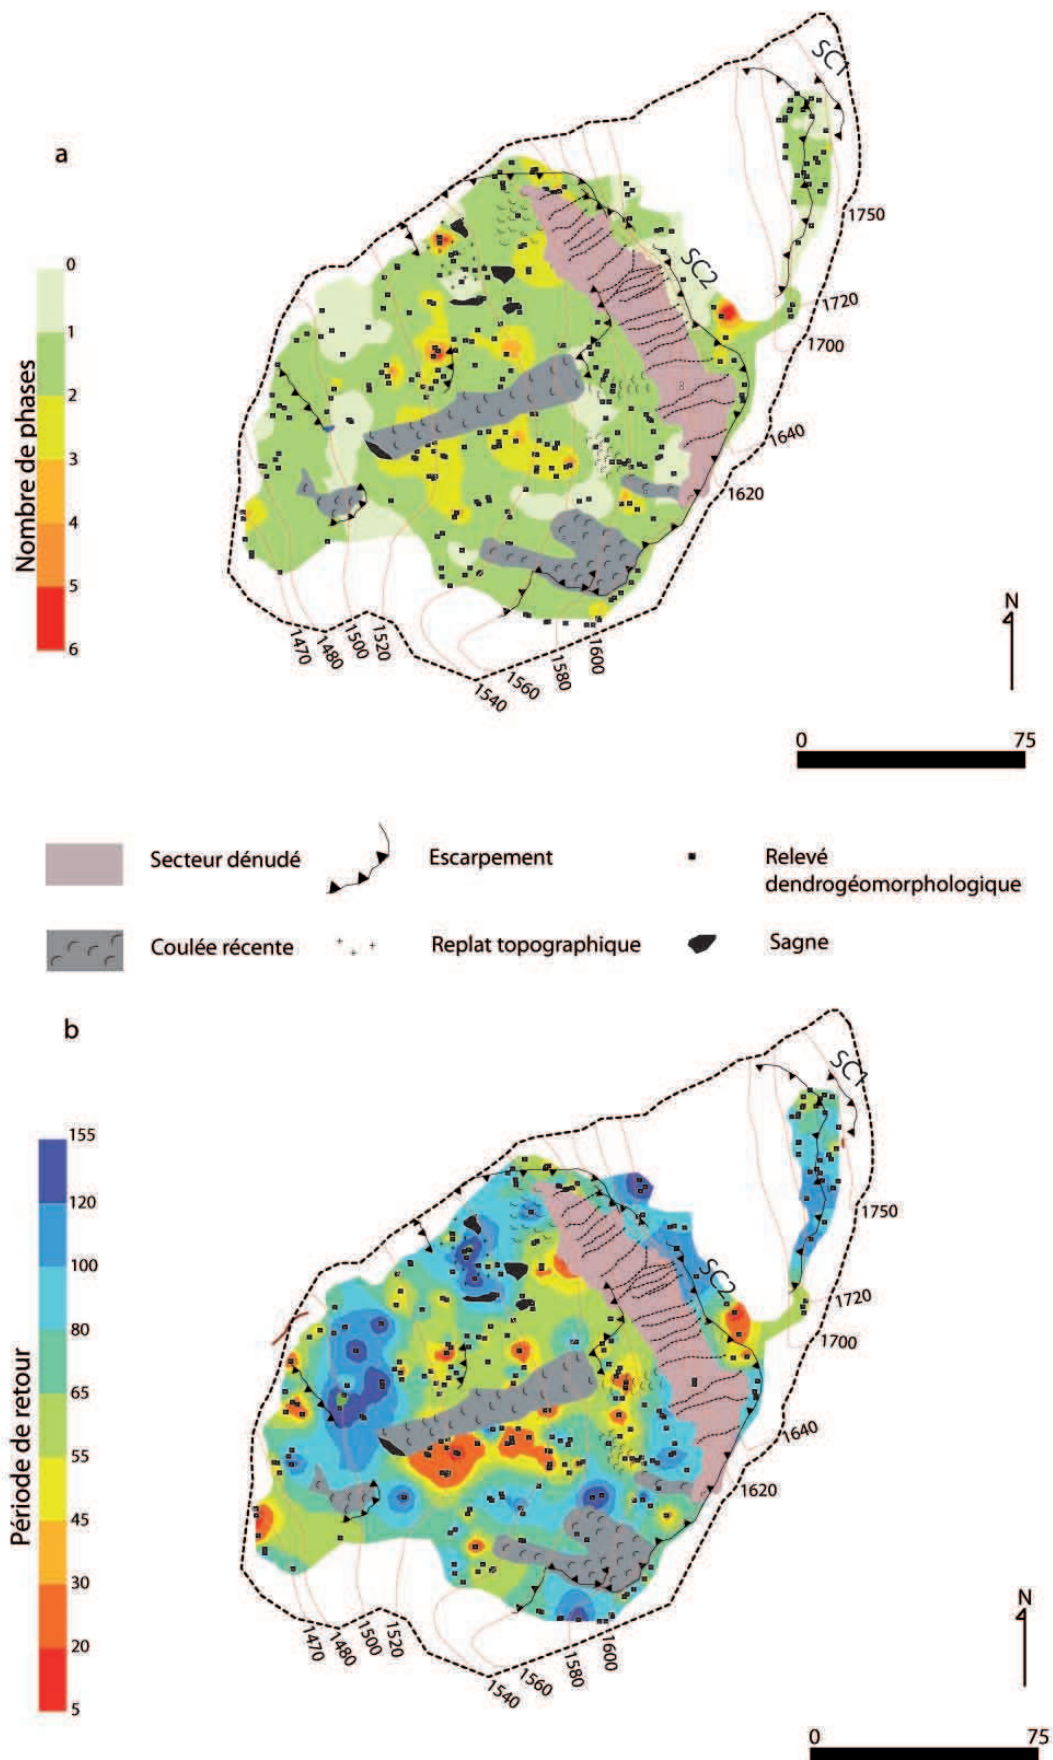 a
SC1
1750
SC2
1720
1700
1640
1620
Nombre de phases
0
1
2
3
4
5
6
1470
1480
1500
1520
1540
1560
1580
1600
N
0 75
Secteur dénudé
Escarpement
Relevé
dendrogéomorphologique
Coulée récente
Replat topographique
Sagne
b
SC1
1750
SC2
1720
1700
1640
1620
Période de retour
155
120
100
80
65
55
45
30
20
5
1470
1480
1500
1520
1540
1560
1580
1600
N
0 75